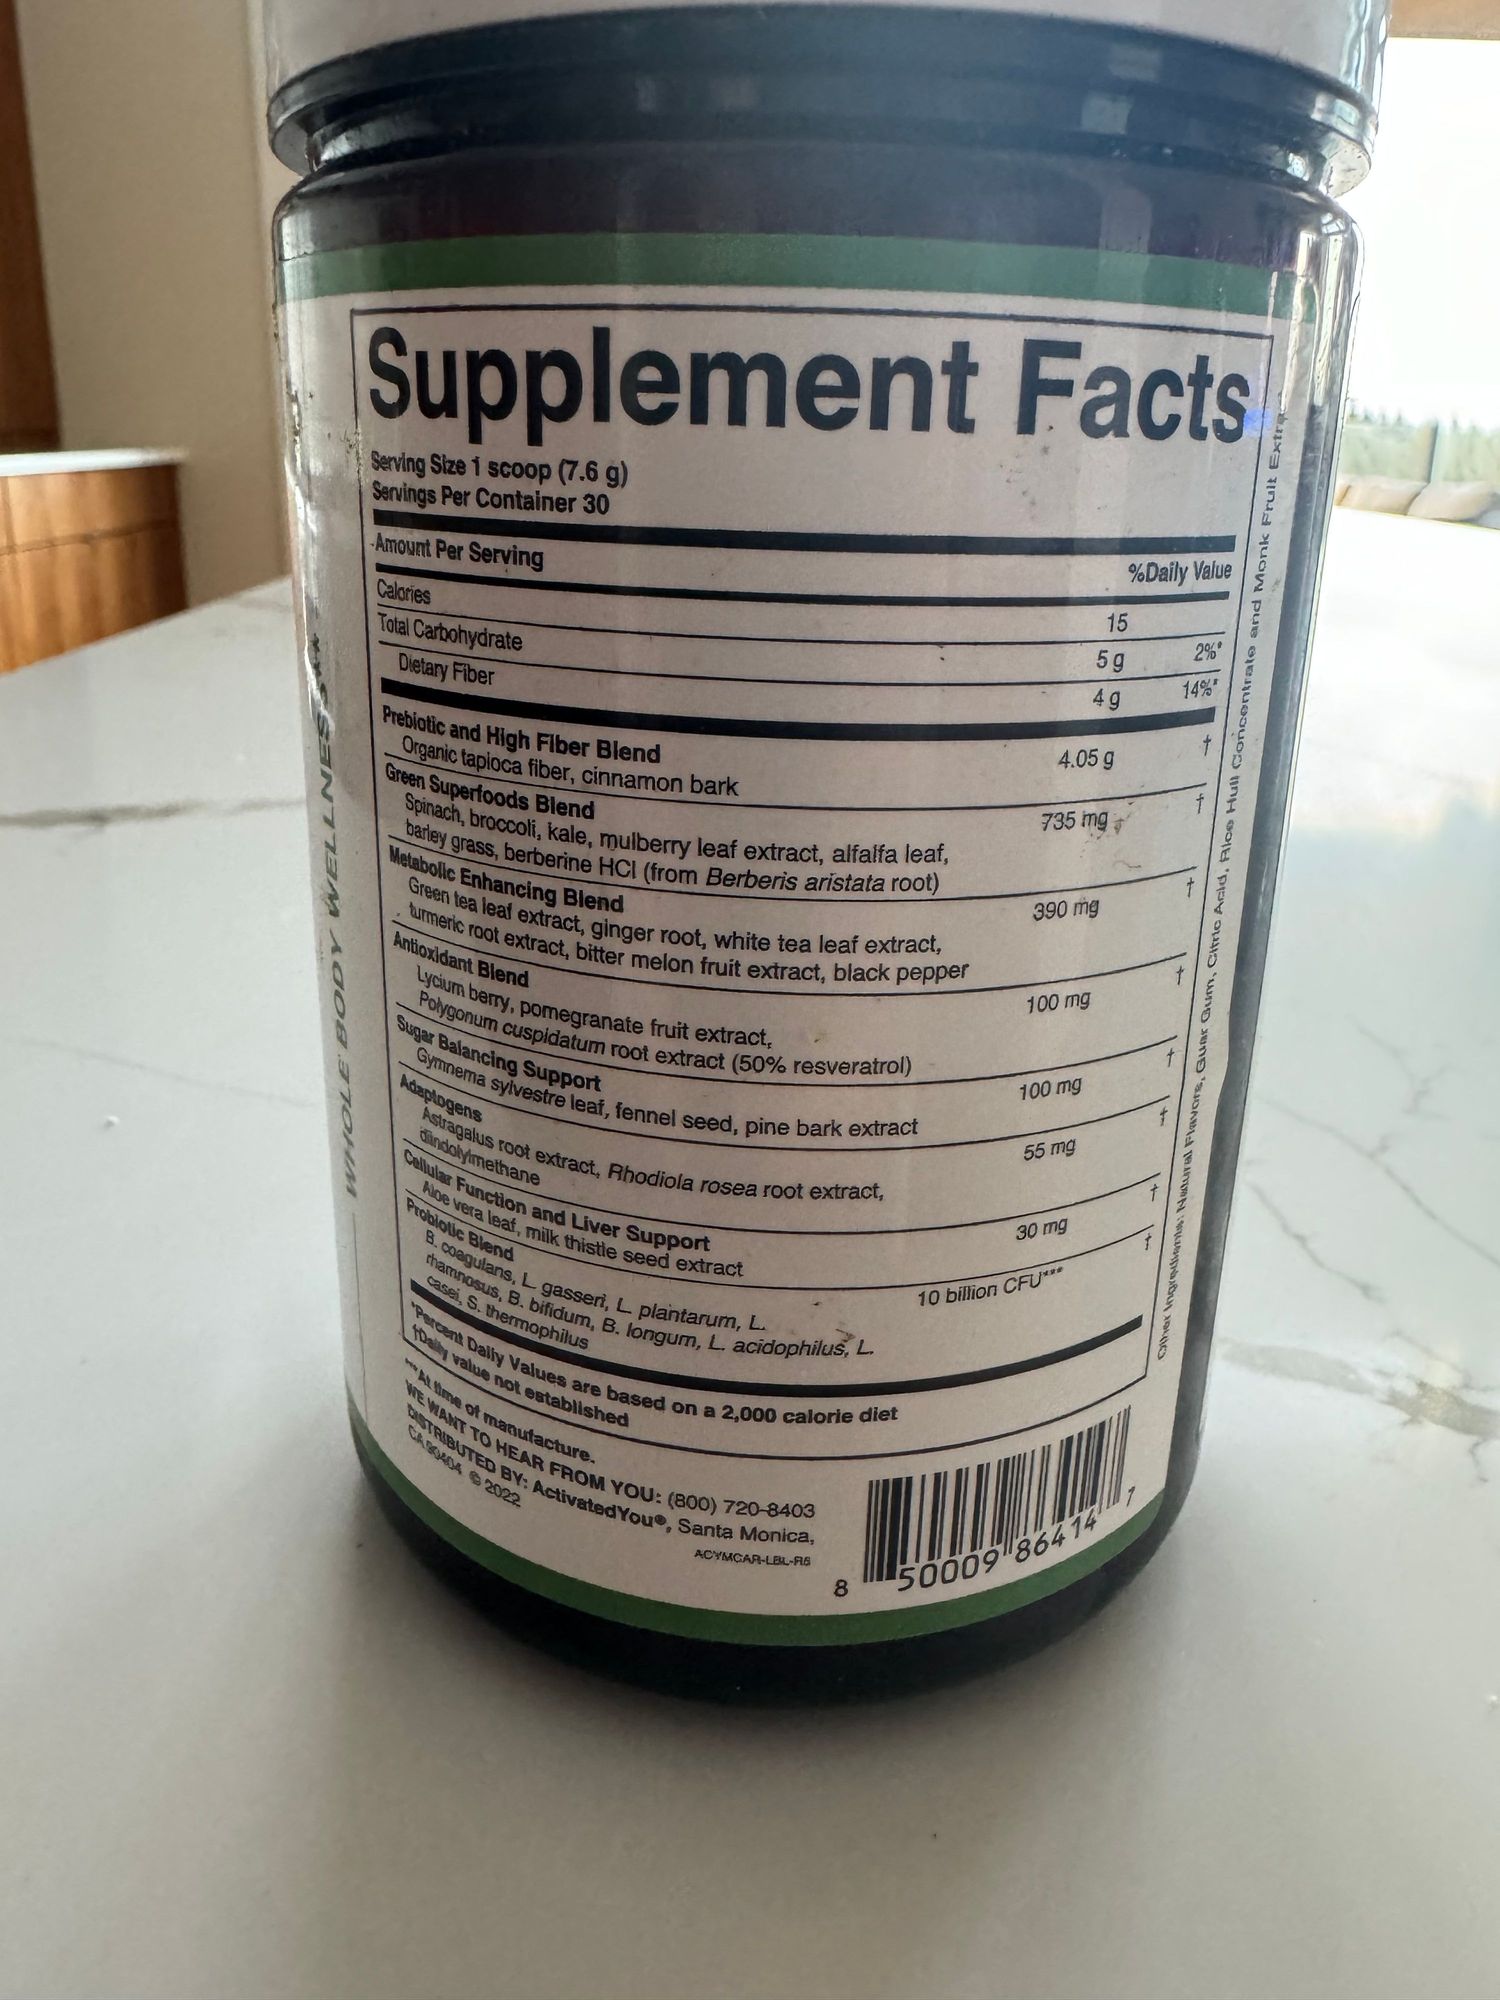 Supplement Facts
Serving Size 1 scoop (7.6 g)
Servings Per Container 30
Amount Per Serving %Daily Value
Calories 15
Total Carbohydrate 5 g 2%*
Dietary Fiber 4 g 14%*
Prebiotic and High Fiber Blend 4.05 g †
Organic tapioca fiber, cinnamon bark
Green Superfoods Blend 735 mg †
Spinach, broccoli, kale, mulberry leaf extract, alfalfa leaf,
barley grass, berberine HCl (from Berberis aristata root)
Metabolic Enhancing Blend 390 mg †
Green tea leaf extract, ginger root, white tea leaf extract,
turmeric root extract, bitter melon fruit extract, black pepper
Antioxidant Blend 100 mg †
Lycium berry, pomegranate fruit extract,
Polygonum cuspidatum root extract (50% resveratrol)
Sugar Balancing Support 100 mg †
Gymnema sylvestre leaf, fennel seed, pine bark extract
Adaptogens 55 mg †
Astragalus root extract, Rhodiola rosea root extract,
diindolylmethane
Cellular Function and Liver Support 30 mg †
Aloe vera leaf, milk thistle seed extract
Probiotic Blend 10 billion CFU*** †
B. coagulans, L. gasseri, L. plantarum, L.
rhamnosus, B. bifidum, B. longum, L. acidophilus, L.
casei, S. thermophilus
*Percent Daily Values are based on a 2,000 calorie diet
†Daily value not established
***At time of manufacture.
WE WANT TO HEAR FROM YOU: (800) 720-8403
DISTRIBUTED BY: ActivatedYou®, Santa Monica,
CA 90404 © 2022
ACYMCAR-LBL-R6
8 50009 86414 7
Other Ingredients: Natural Flavors, Guar Gum, Citric Acid, Rice Hull Concentrate and Monk Fruit
WHOLE BODY WELLNESS**